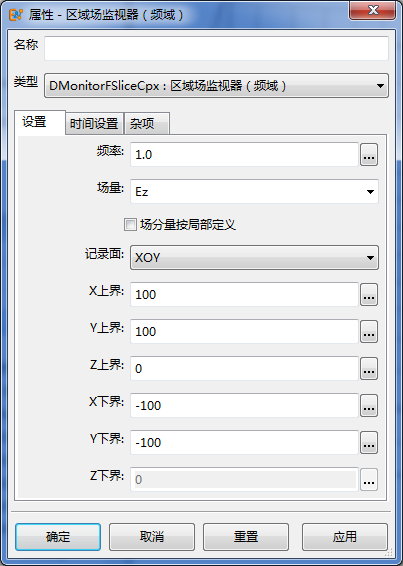 属性 - 区域场监视器（频域）
名称
类型 DMonitorFSliceCpx : 区域场监视器（频域）
设置 时间设置 杂项
频率: 1.0 ...
场量: Ez
场分量按局部定义
记录面: XOY
X上界: 100 ...
Y上界: 100 ...
Z上界: 0 ...
X下界: -100 ...
Y下界: -100 ...
Z下界: 0 ...
确定 取消 重置 应用